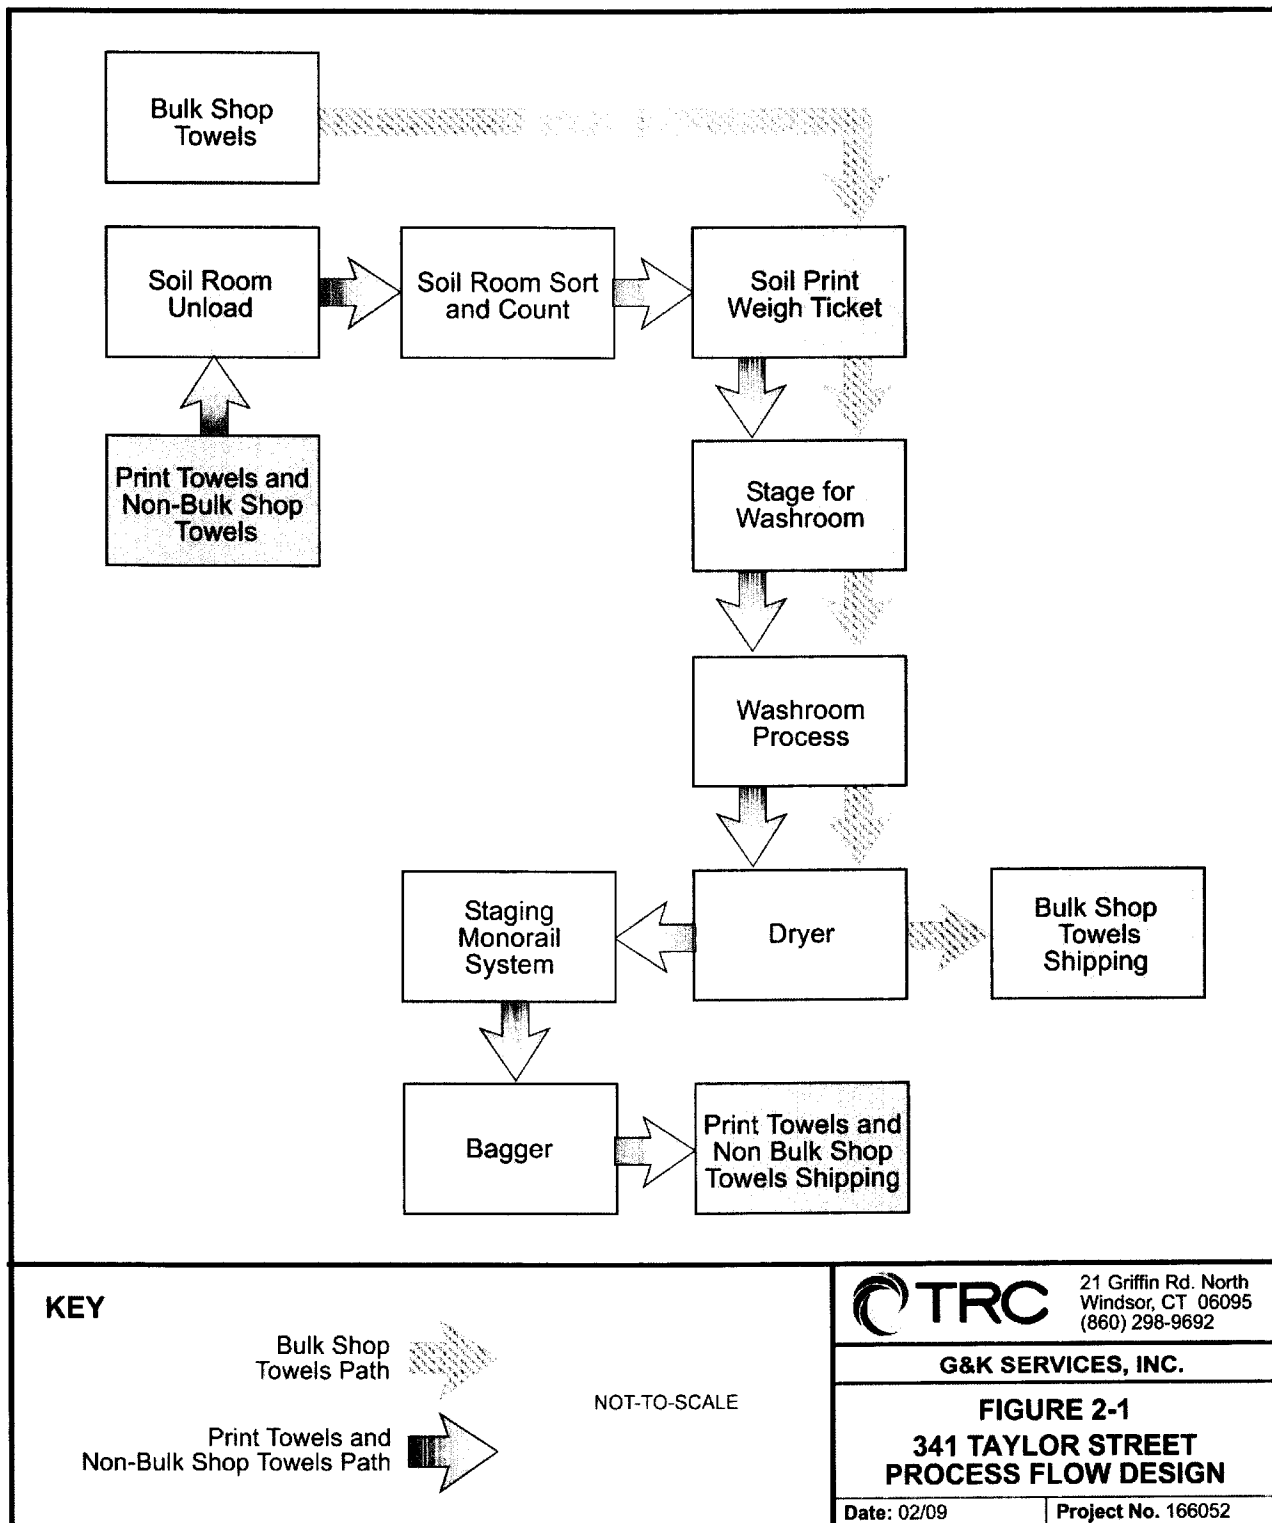 Bulk Shop
Towels
Soil Room
Unload
Soil Room Sort
and Count
Soil Print
Weigh Ticket
Print Towels and
Non-Bulk Shop
Towels
Stage for
Washroom
Washroom
Process
Staging
Monorail
System
Dryer
Bulk Shop
Towels
Shipping
Bagger
Print Towels and
Non Bulk Shop
Towels Shipping
KEY
Bulk Shop
Towels Path
Print Towels and
Non-Bulk Shop Towels Path
NOT-TO-SCALE
TRC
21 Griffin Rd. North
Windsor, CT 06095
(860) 298-9692
G&K SERVICES, INC.
FIGURE 2-1
341 TAYLOR STREET
PROCESS FLOW DESIGN
Date: 02/09
Project No. 166052